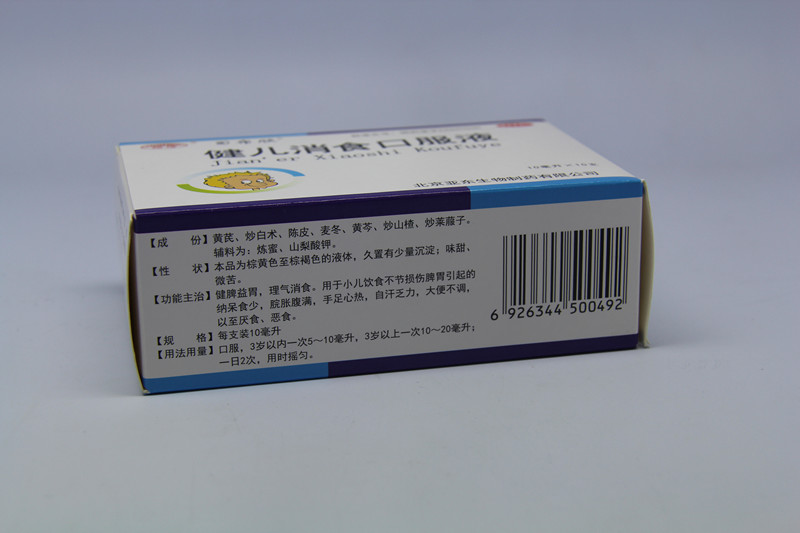 健儿消食口服液
Jian'er Xiaoshi Koufuye
10毫升×10支
北京亚东生物制药有限公司
【成 份】黄芪、炒白术、陈皮、麦冬、黄芩、炒山楂、炒莱菔子。
辅料为：炼蜜、山梨酸钾。
【性 状】本品为棕黄色至棕褐色的液体，久置有少量沉淀；味甜、
微苦。
【功能主治】健脾益胃，理气消食。用于小儿饮食不节损伤脾胃引起的
纳呆食少，脘胀腹满，手足心热，自汗乏力，大便不调，
以至厌食、恶食。
【规 格】每支装10毫升
【用法用量】口服，3岁以内一次5～10毫升，3岁以上一次10～20毫升；
一日2次，用时摇匀。
6 926344 500492